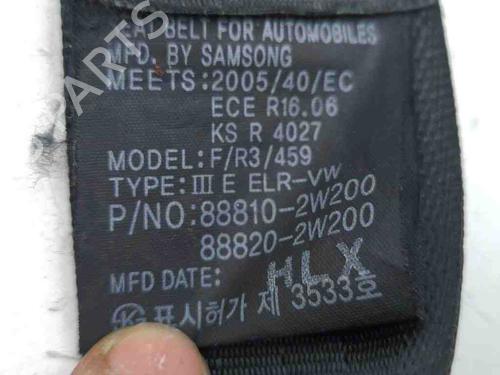 BELT FOR AUTOMOBILES
MFD. BY SAMSONG
MEETS:2005/40/EC
ECE R16.06
KS R 4027
MODEL:F/R3/459
TYPE:III E ELR-VW
P/NO:88810-2W200
88820-2W200
MFD DATE: HLX
표시허가 제 3533호